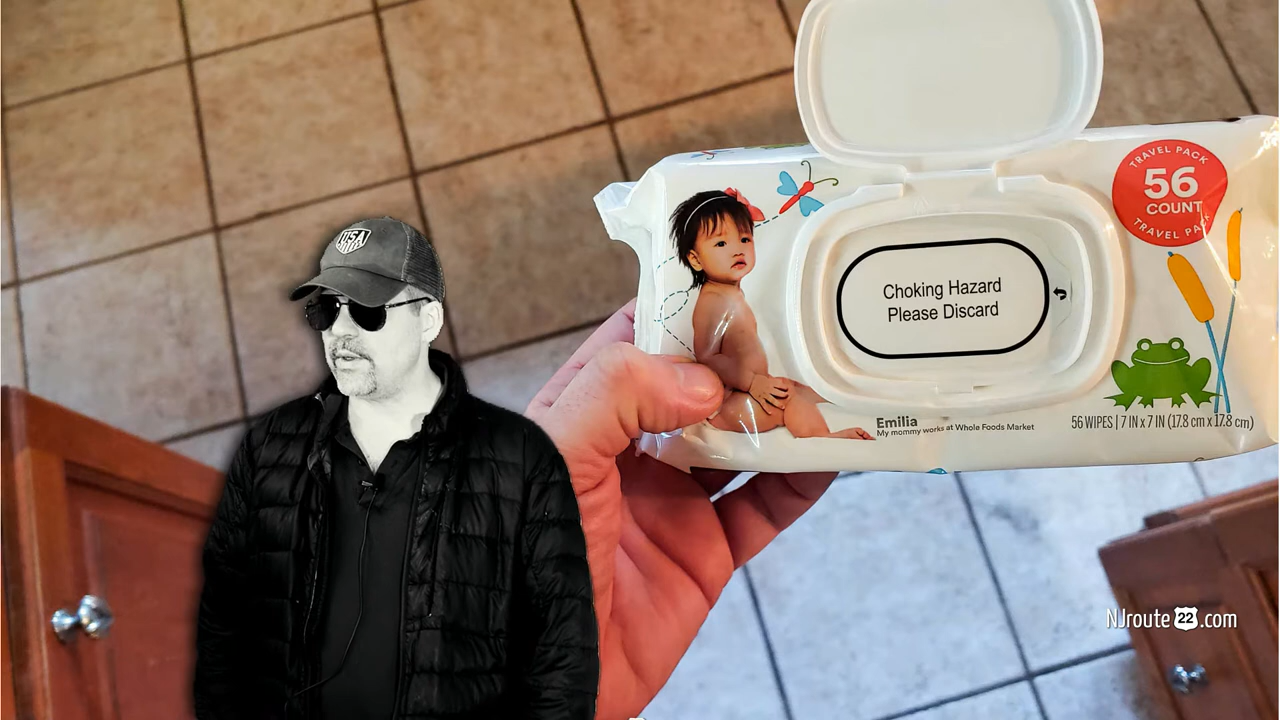 USA
TRAVEL PACK
56
COUNT
TRAVEL PACK
Choking Hazard
Please Discard
Emilia
My mommy works at Whole Foods Market
56 WIPES | 7 IN x 7 IN (17.8 cm x 17.8 cm)
NJroute22.com